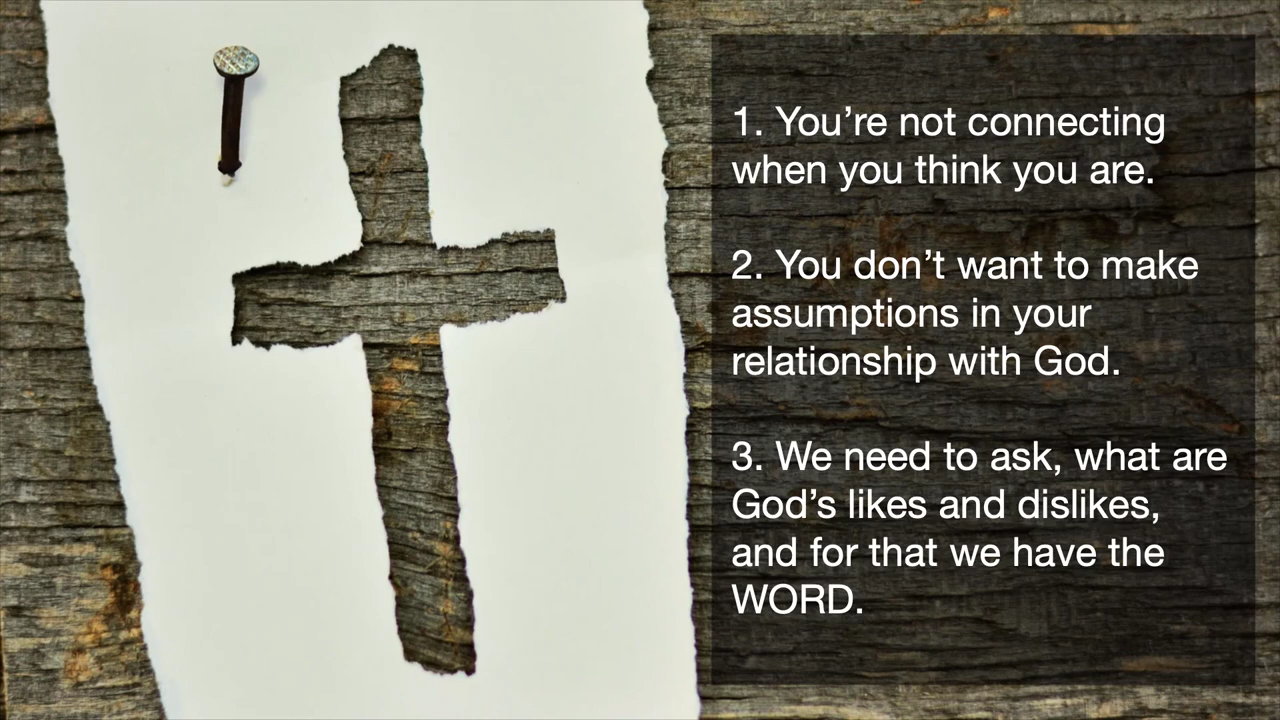 1. You’re not connecting
when you think you are.
2. You don’t want to make
assumptions in your
relationship with God.
3. We need to ask, what are
God’s likes and dislikes,
and for that we have the
WORD.